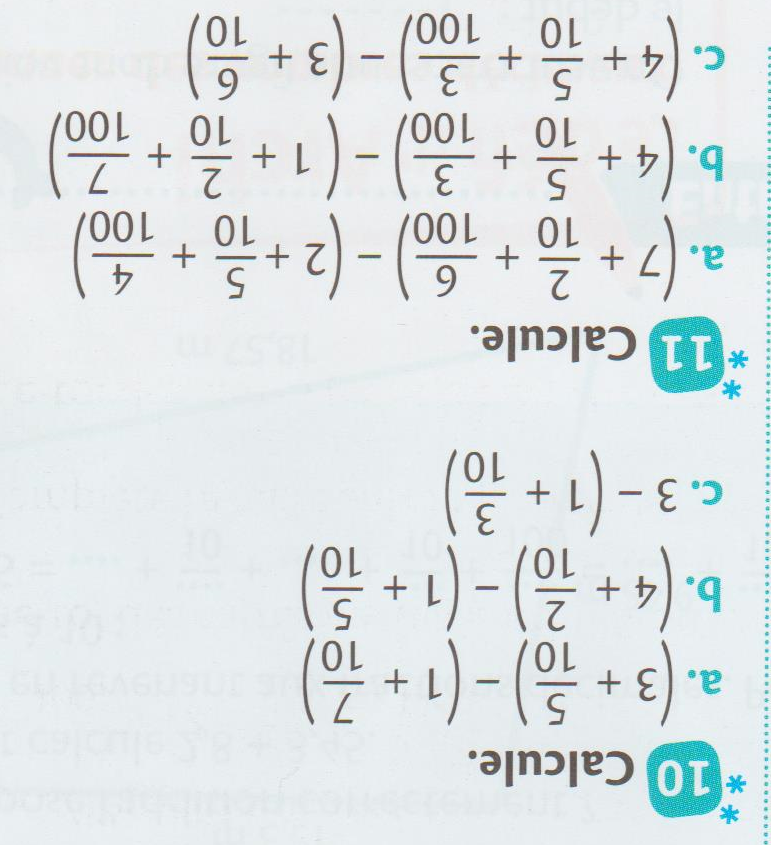 ** 10 Calcule.
a. (3 + 5/10) − (1 + 7/10)
b. (4 + 2/10) − (1 + 5/10)
c. 3 − (1 + 3/10)
** 11 Calcule.
a. (7 + 2/10 + 6/100) − (2 + 5/10 + 4/100)
b. (4 + 5/10 + 3/100) − (1 + 2/10 + 7/100)
c. (4 + 5/10 + 3/100) − (3 + 6/10)